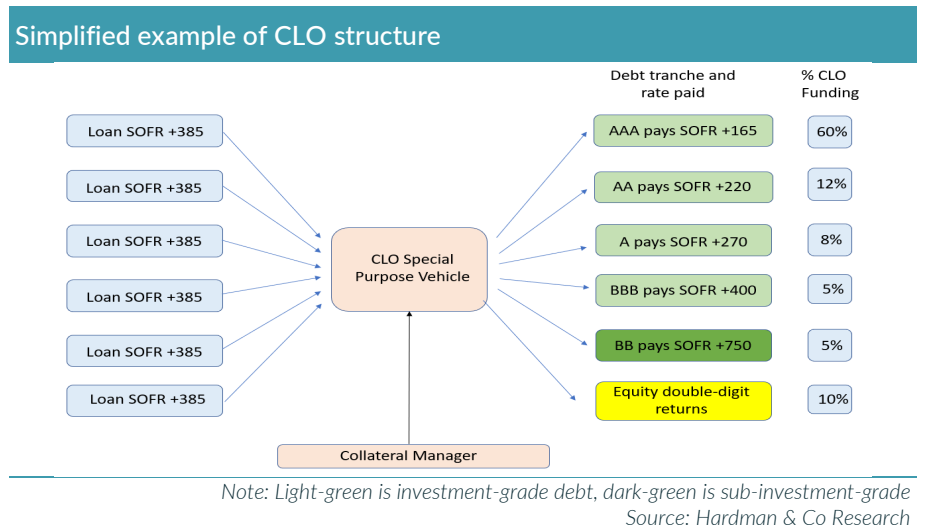 Simplified example of CLO structure
Debt tranche and
rate paid
% CLO
Funding
Loan SOFR +385
AAA pays SOFR +165
60%
Loan SOFR +385
AA pays SOFR +220
12%
Loan SOFR +385
A pays SOFR +270
8%
CLO Special
Purpose Vehicle
Loan SOFR +385
BBB pays SOFR +400
5%
Loan SOFR +385
BB pays SOFR +750
5%
Loan SOFR +385
Equity double-digit
returns
10%
Collateral Manager
Note: Light-green is investment-grade debt, dark-green is sub-investment-grade
Source: Hardman & Co Research